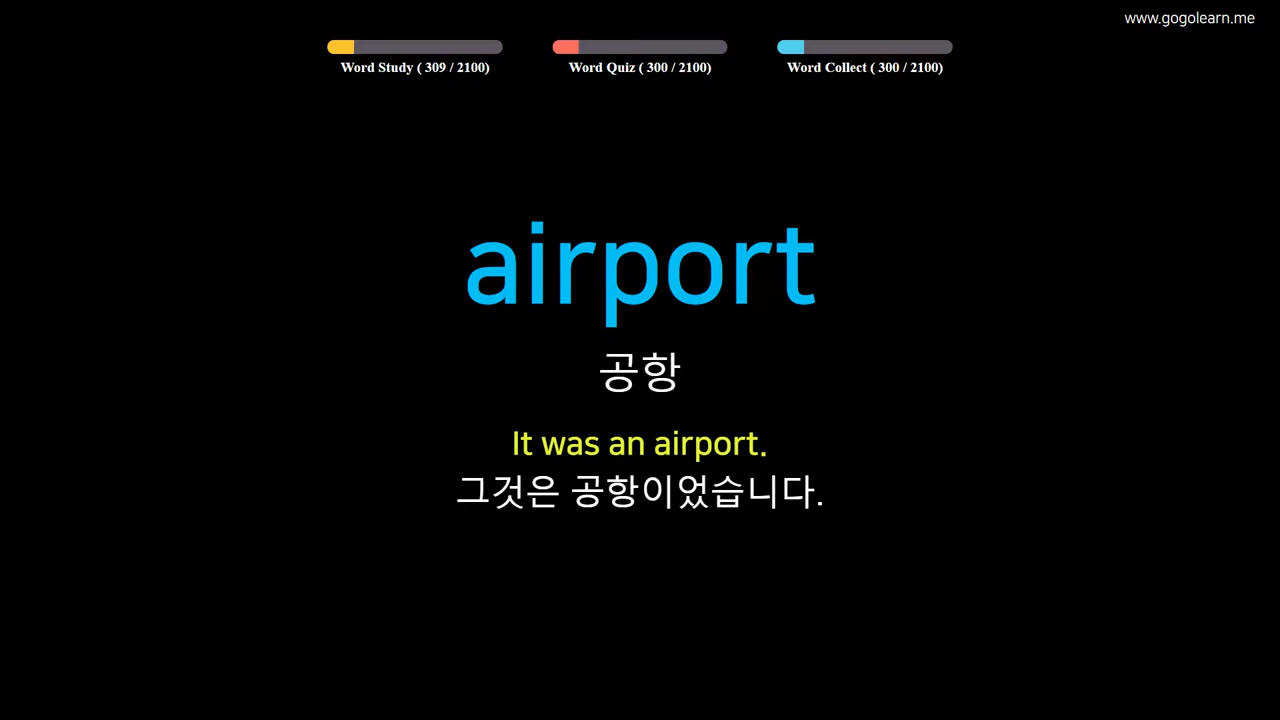 www.gogolearn.me
Word Study ( 309 / 2100)
Word Quiz ( 300 / 2100)
Word Collect ( 300 / 2100)
airport
공항
It was an airport.
그것은 공항이었습니다.